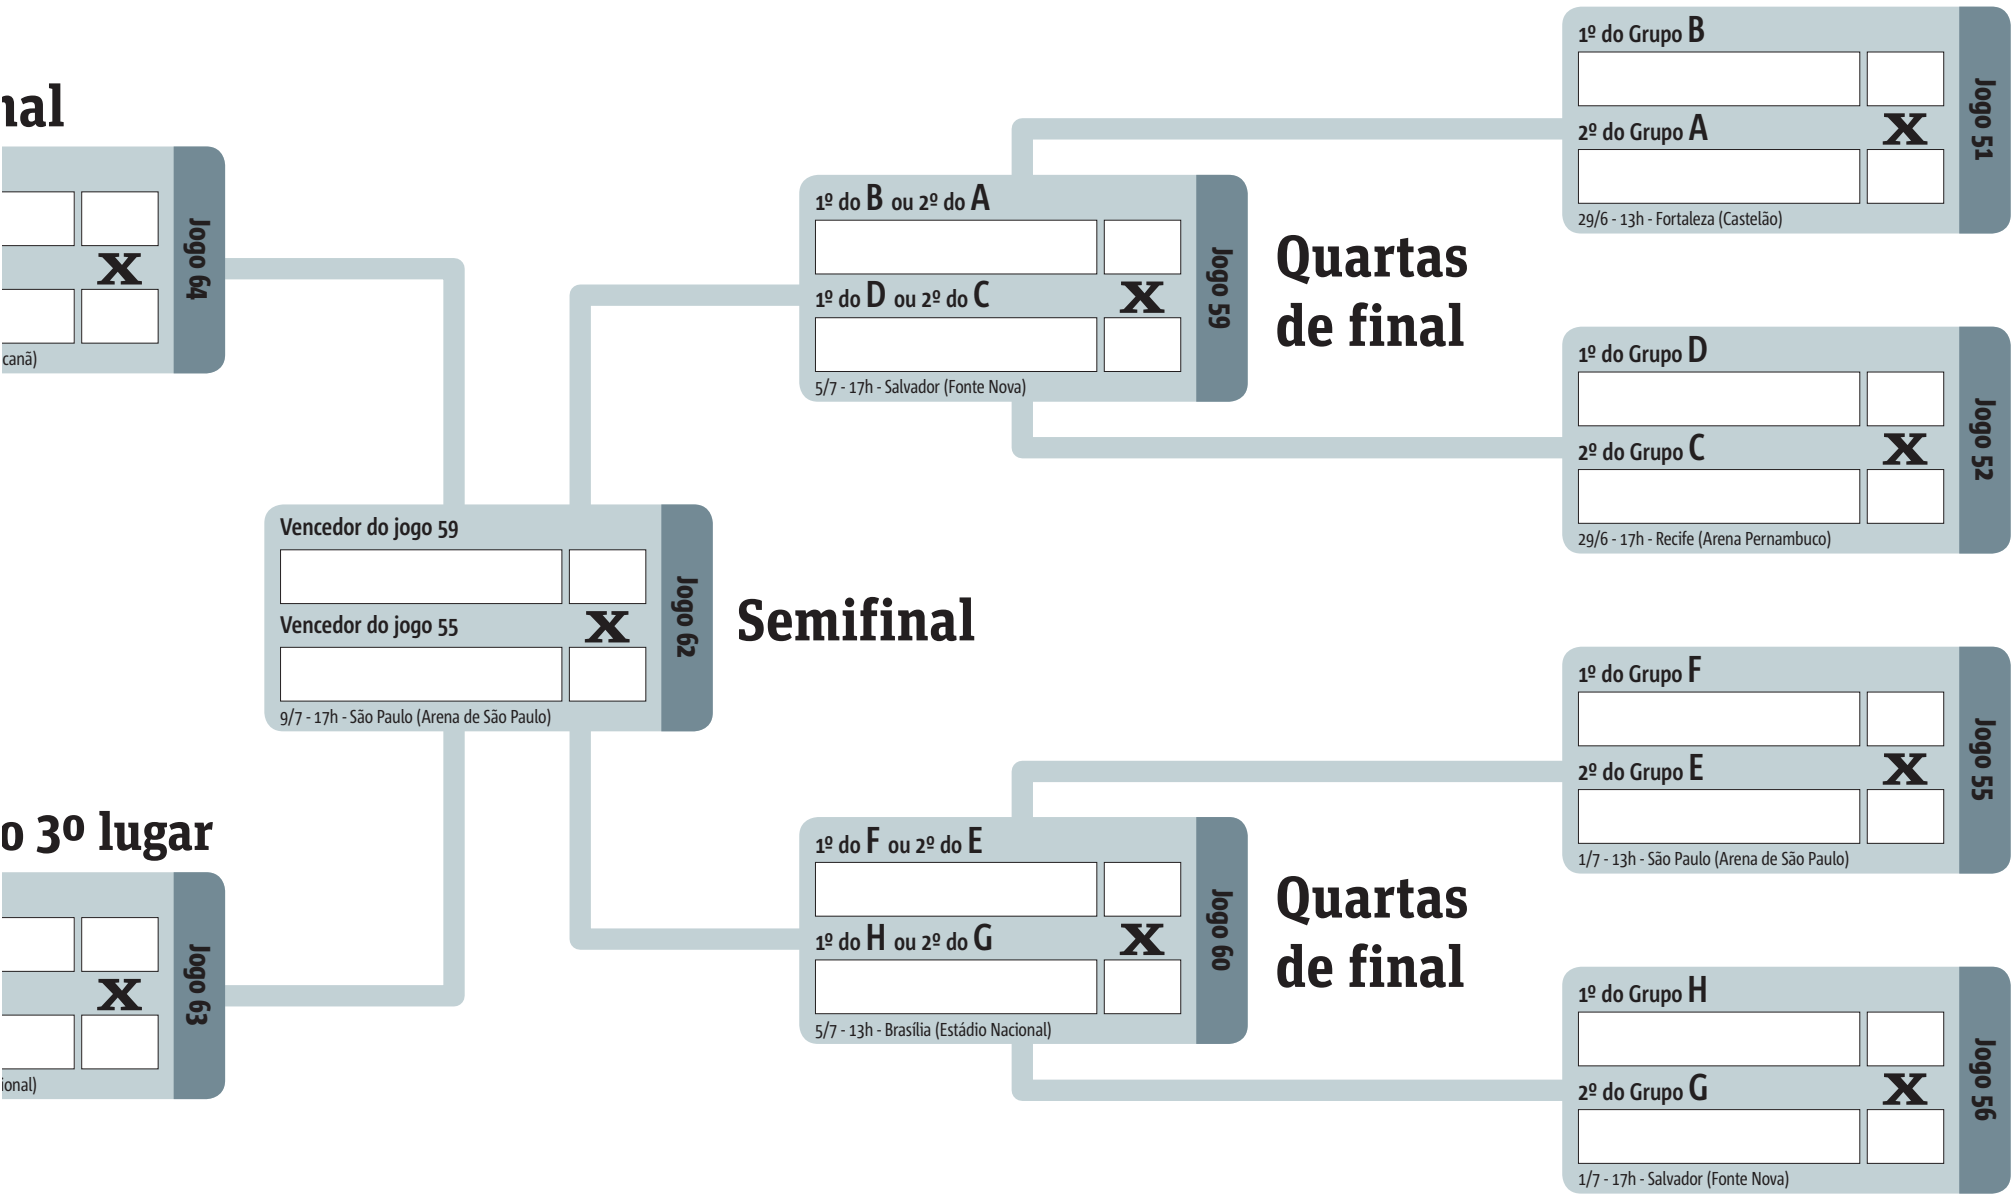 nal
Jogo 64
X
canã)
o 3º lugar
Jogo 63
X
ional)
Vencedor do jogo 59
X
Vencedor do jogo 55
9/7 - 17h - São Paulo (Arena de São Paulo)
Jogo 62
Semifinal
1º do B ou 2º do A
X
1º do D ou 2º do C
5/7 - 17h - Salvador (Fonte Nova)
Jogo 59
Quartas
de final
1º do F ou 2º do E
X
1º do H ou 2º do G
5/7 - 13h - Brasília (Estádio Nacional)
Jogo 60
Quartas
de final
1º do Grupo B
X
2º do Grupo A
29/6 - 13h - Fortaleza (Castelão)
Jogo 51
1º do Grupo D
X
2º do Grupo C
29/6 - 17h - Recife (Arena Pernambuco)
Jogo 52
1º do Grupo F
X
2º do Grupo E
1/7 - 13h - São Paulo (Arena de São Paulo)
Jogo 55
1º do Grupo H
X
2º do Grupo G
1/7 - 17h - Salvador (Fonte Nova)
Jogo 56